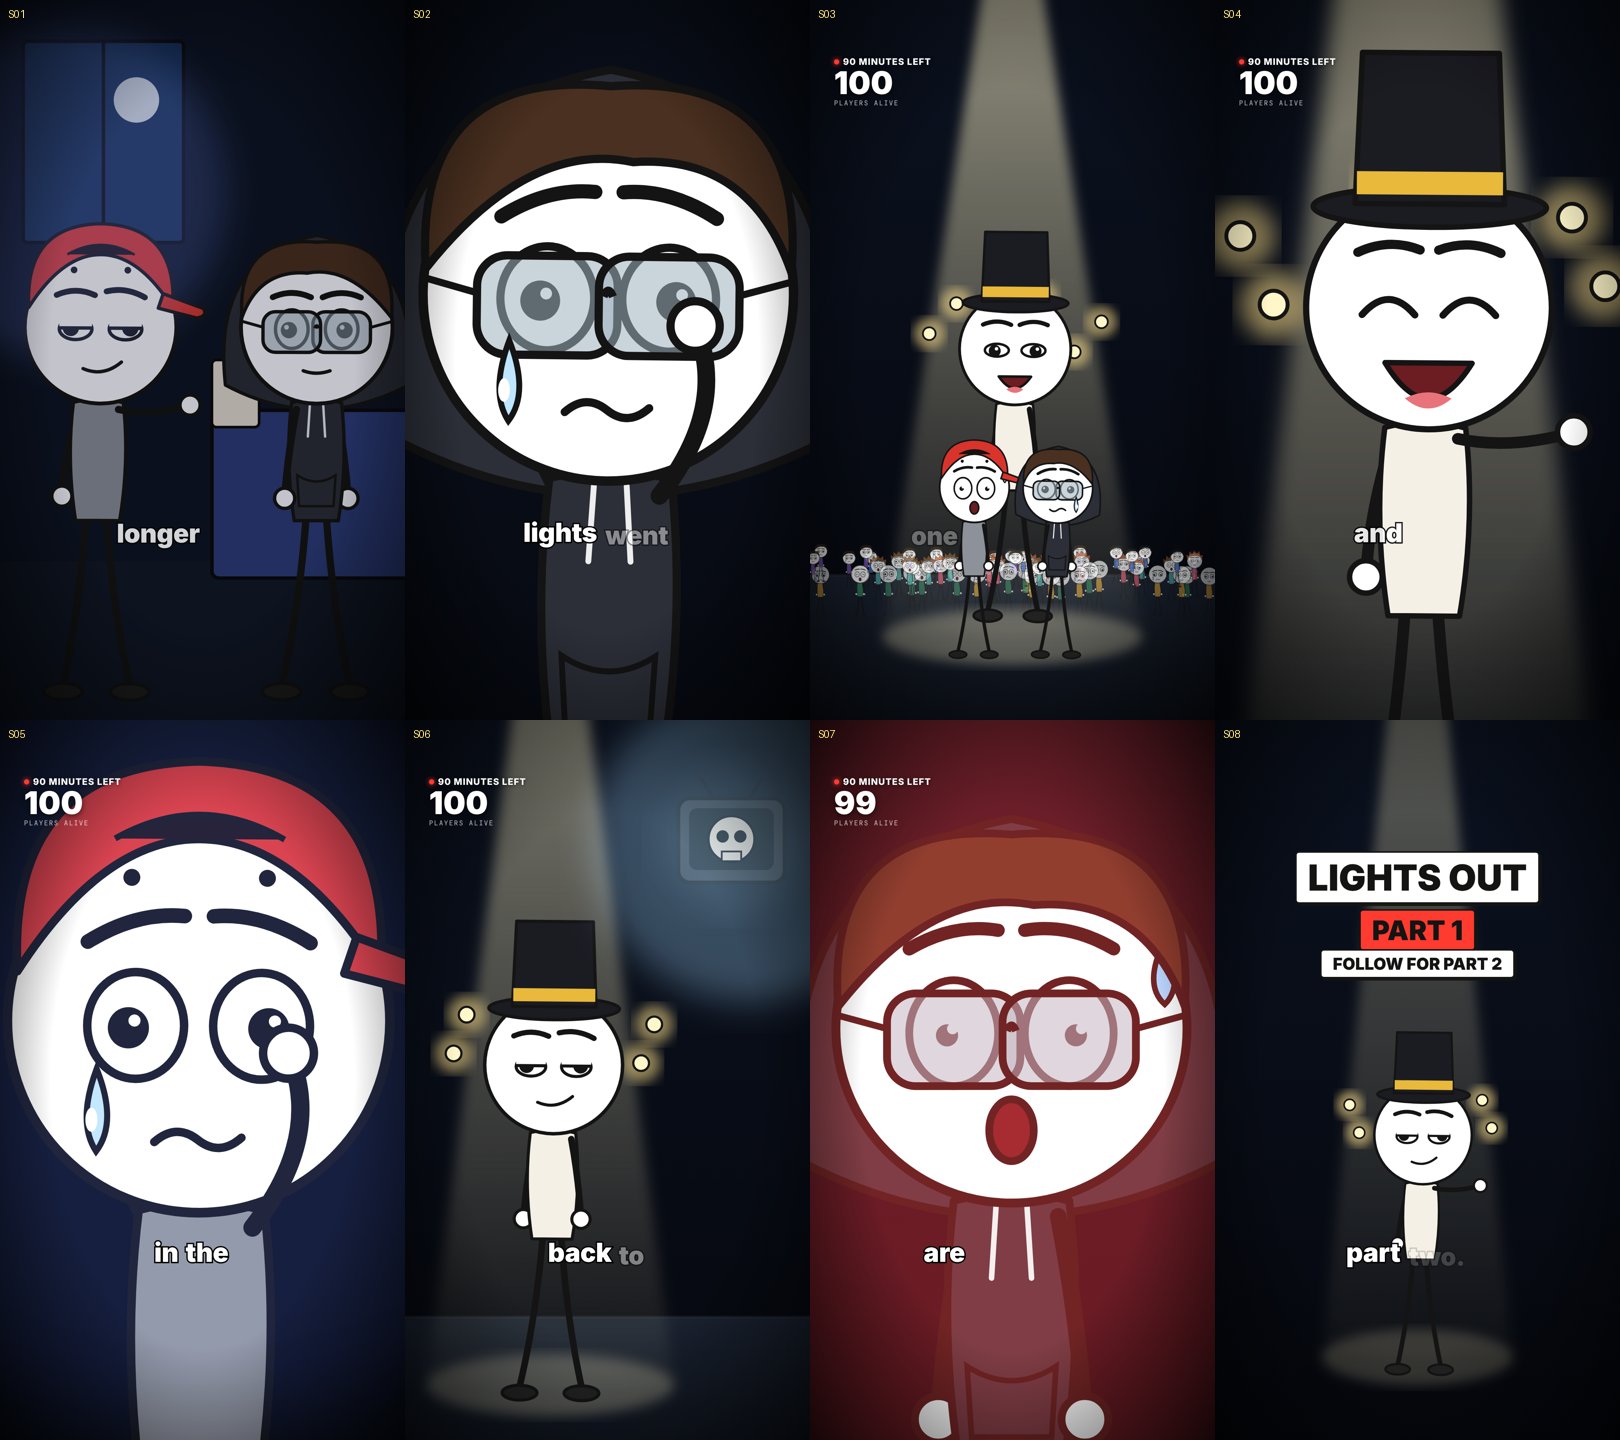 S01
longer
S02
lights went
S03
90 MINUTES LEFT
100
PLAYERS ALIVE
one
S04
90 MINUTES LEFT
100
PLAYERS ALIVE
and
S05
90 MINUTES LEFT
100
PLAYERS ALIVE
in the
S06
90 MINUTES LEFT
100
PLAYERS ALIVE
back to
S07
90 MINUTES LEFT
99
PLAYERS ALIVE
are
S08
LIGHTS OUT
PART 1
FOLLOW FOR PART 2
part two.